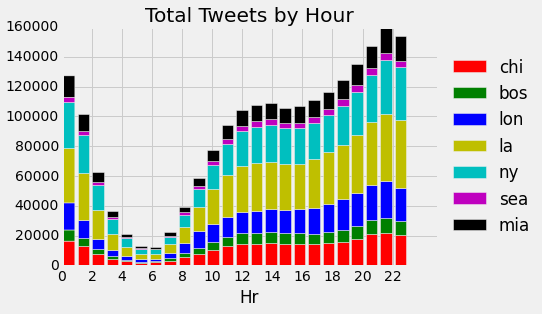 Total Tweets by Hour
160000
140000
120000
100000
80000
60000
40000
20000
0
0 2 4 6 8 10 12 14 16 18 20 22
Hr
chi
bos
lon
la
ny
sea
mia